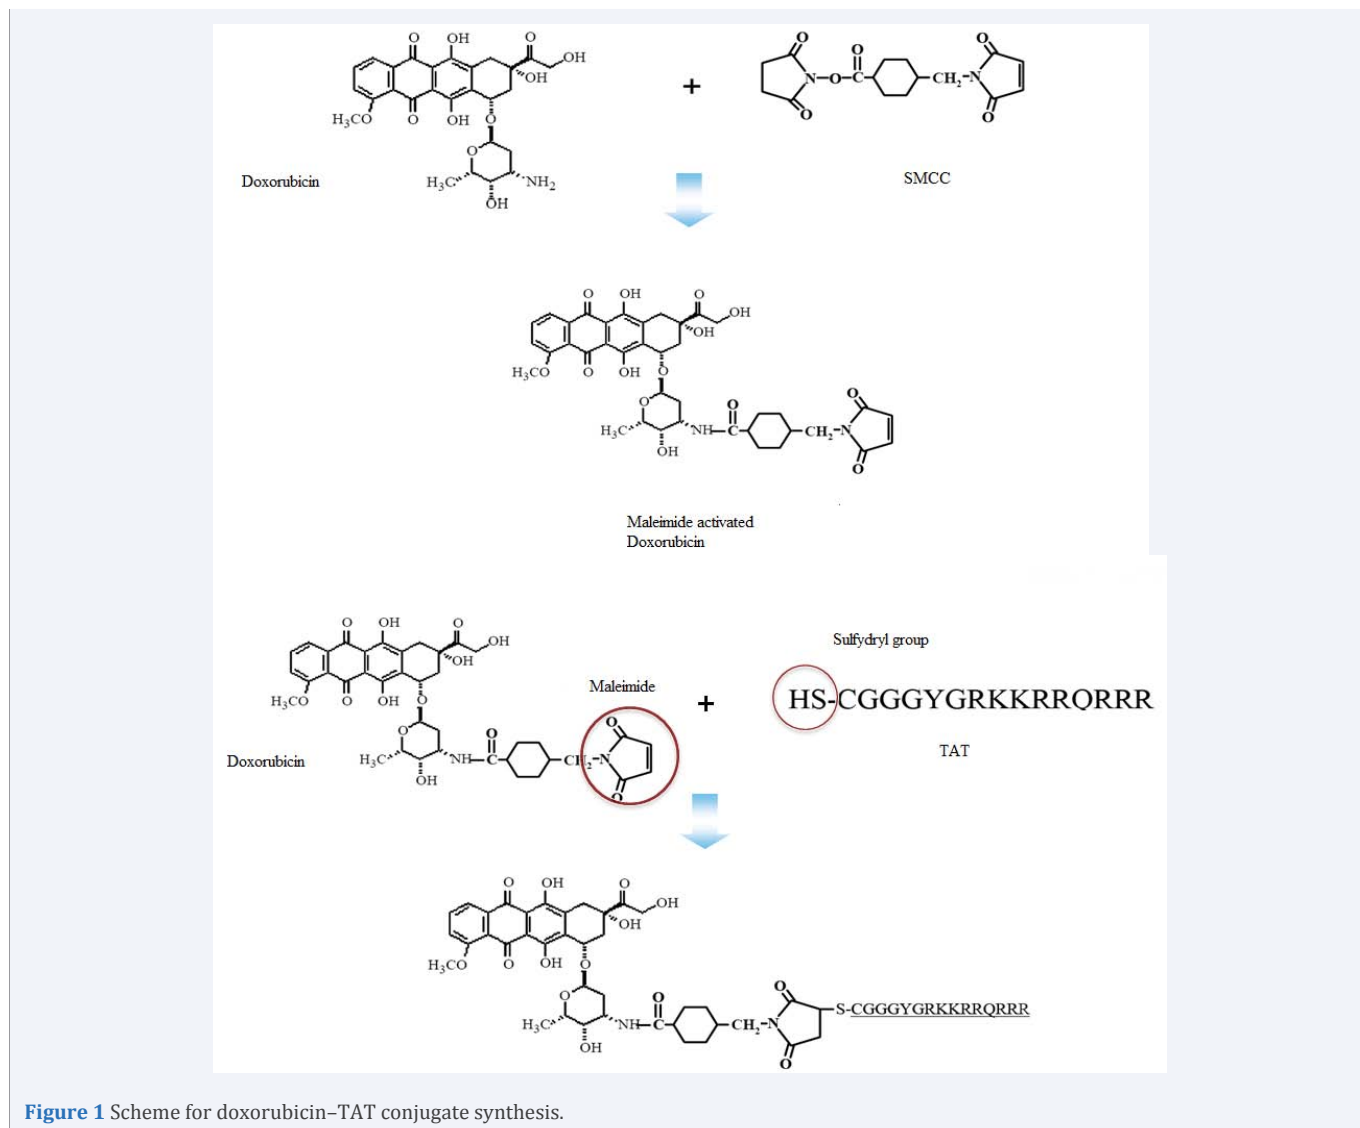 O OH O
OH
OH
H₃CO O OH O
O
H₃C NH₂
OH
Doxorubicin
+
O O O
N–O–C CH₂–N
O O
SMCC
O OH O
OH
OH
H₃CO O OH O
O
H₃C NH C O CH₂–N O O
OH
Maleimide activated
Doxorubicin
O OH O
OH
OH
H₃CO O OH O
O
H₃C NH C O CH₂–N O O
OH
Doxorubicin
Maleimide
+
Sulfydryl group
HS-CGGGYGRKKRRQRRR
TAT
O OH O
OH
OH
H₃CO O OH O
O
H₃C NH C O CH₂–N O O
OH
S-CGGGYGRKKRRQRRR
Figure 1 Scheme for doxorubicin–TAT conjugate synthesis.